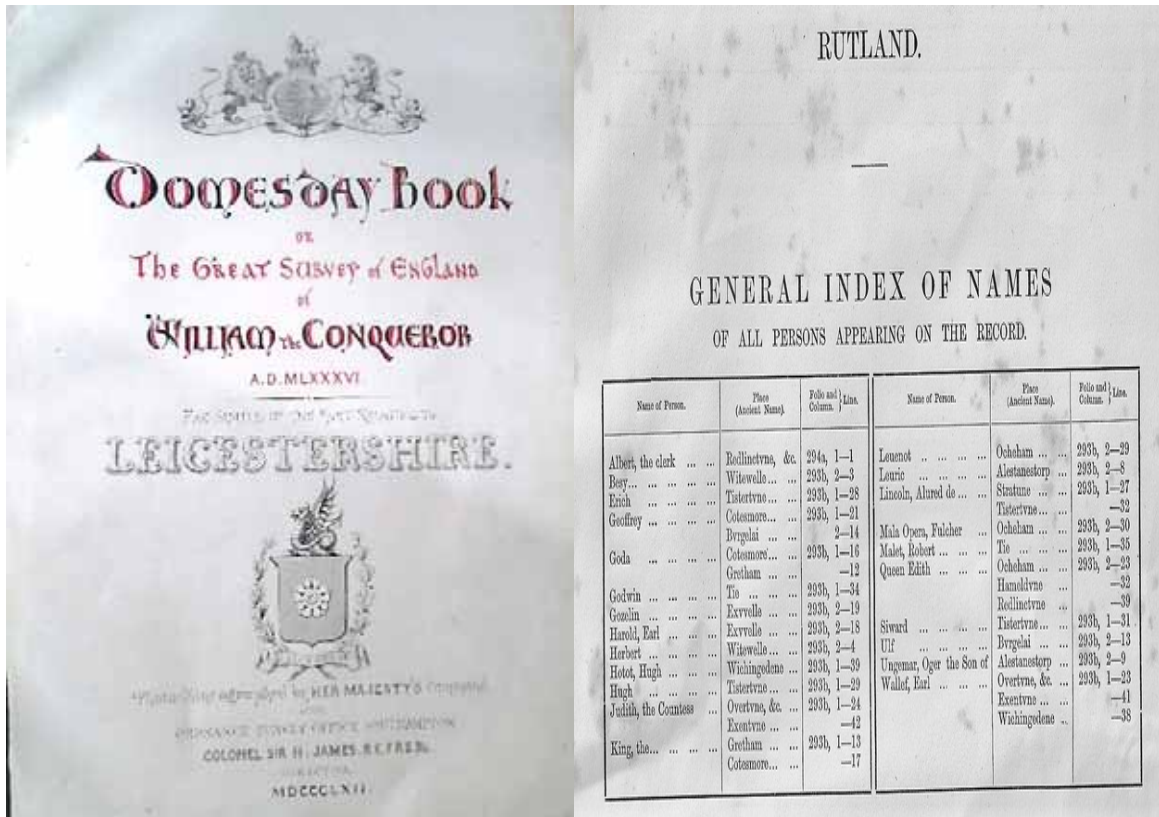 Domesday Book
or
The Great Survey of England
of
William the Conqueror
A.D. MLXXXVI
LEICESTERSHIRE.
by HER MAJESTY'S Command
ORDNANCE SURVEY OFFICE SOUTHAMPTON
COLONEL SIR H. JAMES. R.E. F.R.S. &c.
DIRECTOR
MDCCCLXII
RUTLAND.
GENERAL INDEX OF NAMES
OF ALL PERSONS APPEARING ON THE RECORD.
Name of Person. Place (Ancient Name). Folio and Column. } Line. Name of Person. Place (Ancient Name). Folio and Column. } Line.
Albert, the clerk ... ... Redlinctvne, &c. 294a, 1—1 Leuenot ... ... ... ... Ocheham ... ... 293b, 2—29
Besy... ... ... ... ... Witewelle... ... 293b, 2—3 Louric ... ... ... ... Alestanestorp ... 293b, 2—8
Erich ... ... ... ... Tistertvne... ... 293b, 1—28 Lincoln, Alured de ... ... Stratune ... ... 293b, 1—27
Geoffrey ... ... ... ... Cotesmore... ... 293b, 1—21 Tistertvne... ... —32
Bvrgelai ... ... 2—14 Mala Opera, Fulcher ... Ocheham ... ... 293b, 2—30
Goda ... ... ... ... Cotesmore... ... 293b, 1—16 Malet, Robert ... ... ... Tie ... ... ... 293b, 1—35
Gretham ... ... —12 Queen Edith ... ... ... Ocheham ... ... 293b, 2—23
Godwin ... ... ... ... Tie ... ... ... 293b, 1—34 Hameldvne ... —32
Gozelin ... ... ... ... Exvvelle ... ... 293b, 2—19 Redlinctvne ... —39
Harold, Earl ... ... ... Exvvelle ... ... 293b, 2—18 Siward ... ... ... ... Tistertvne... ... 293b, 1—31
Herbert ... ... ... ... Witewelle ... ... 293b, 2—4 Ulf ... ... ... ... Bvrgelai ... ... 293b, 2—13
Hotot, Hugh ... ... ... Wichingedene ... 293b, 1—39 Ungemar, Oger the Son of Alestanestorp ... 293b, 2—9
Hugh ... ... ... ... Tistertvne... ... 293b, 1—29 Wallef, Earl ... ... ... Overtvne, &c. ... 293b, 1—23
Judith, the Countess ... Overtvne, &c. ... 293b, 1—24 Exentvne ... ... —41
Exentvne ... ... —42 Wichingedene ... —38
King, the... ... ... ... Gretham ... ... 293b, 1—13
Cotesmore... ... —17